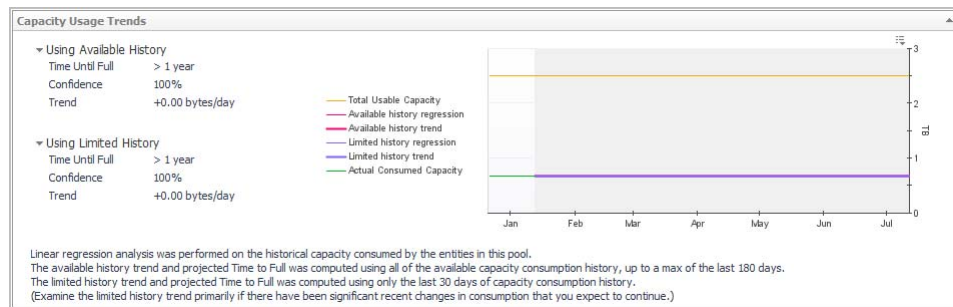 Capacity Usage Trends
Using Available History
Time Until Full > 1 year
Confidence 100%
Trend +0.00 bytes/day
Using Limited History
Time Until Full > 1 year
Confidence 100%
Trend +0.00 bytes/day
Total Usable Capacity
Available history regression
Available history trend
Limited history regression
Limited history trend
Actual Consumed Capacity
3
2
1
0
TB
Jan Feb Mar Apr May Jun Jul
Linear regression analysis was performed on the historical capacity consumed by the entities in this pool.
The available history trend and projected Time to Full was computed using all of the available capacity consumption history, up to a max of the last 180 days.
The limited history trend and projected Time to Full was computed using only the last 30 days of capacity consumption history.
(Examine the limited history trend primarily if there have been significant recent changes in consumption that you expect to continue.)